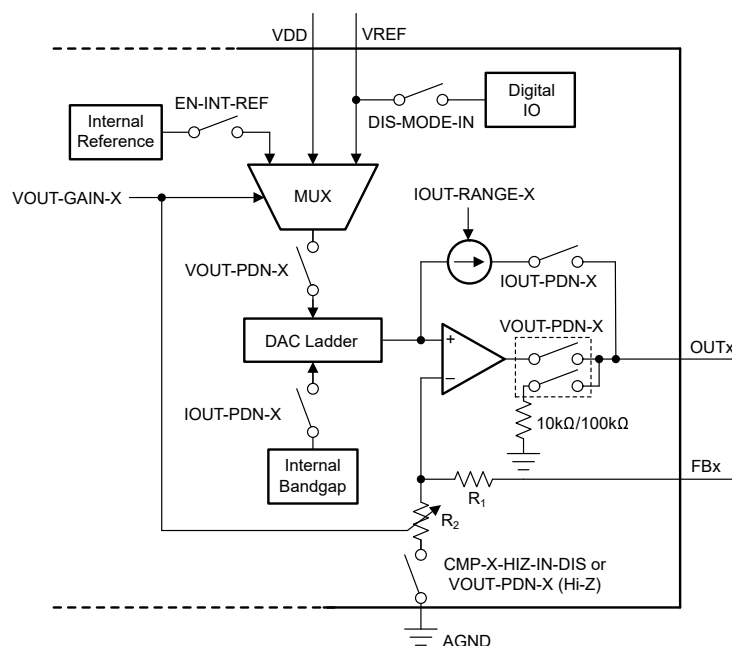 VDD
VREF
Internal
Reference
EN-INT-REF
DIS-MODE-IN
Digital
IO
VOUT-GAIN-X
MUX
IOUT-RANGE-X
VOUT-PDN-X
IOUT-PDN-X
DAC Ladder
+
–
VOUT-PDN-X
OUTx
IOUT-PDN-X
10kΩ/100kΩ
Internal
Bandgap
FBx
R1
R2
CMP-X-HIZ-IN-DIS or
VOUT-PDN-X (Hi-Z)
AGND